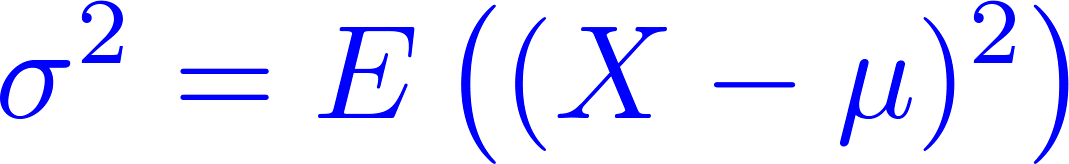 σ² = E ((X − μ)²)